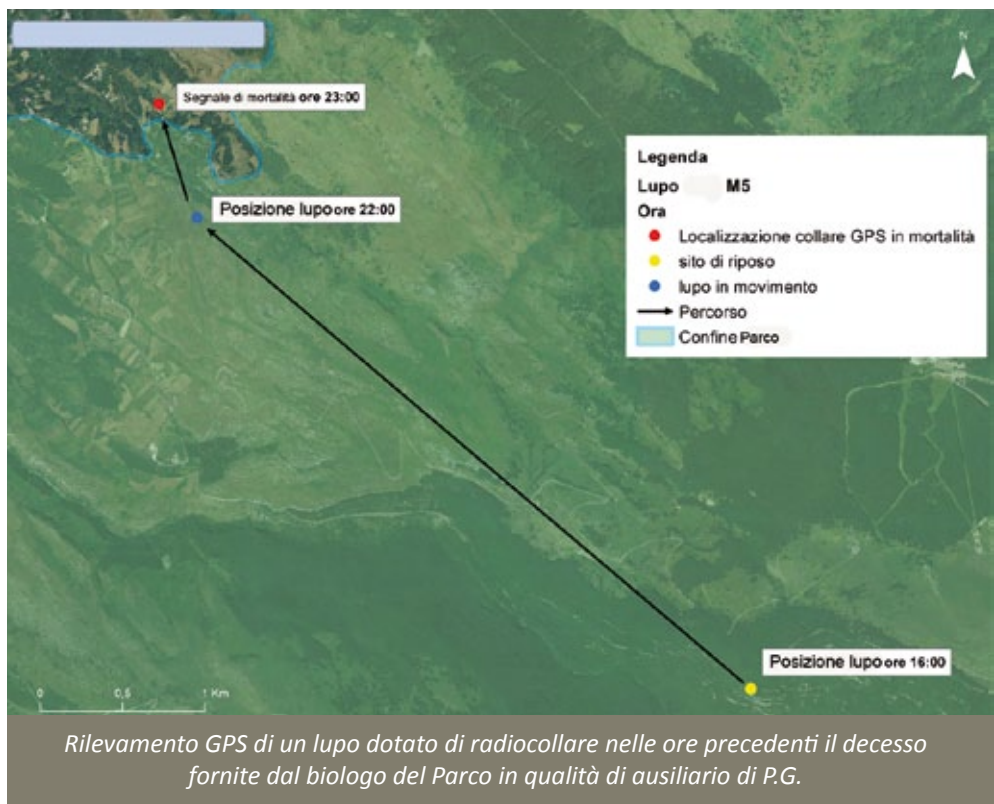 N
Segnale di mortalità ore 23:00
Posizione lupo ore 22:00
Legenda
Lupo M5
Ora
Localizzazione collare GPS in mortalità
sito di riposo
lupo in movimento
Percorso
Confine Parco
Posizione lupo ore 16:00
0 0,5 1 Km
Rilevamento GPS di un lupo dotato di radiocollare nelle ore precedenti il decesso
fornite dal biologo del Parco in qualità di ausiliario di P.G.